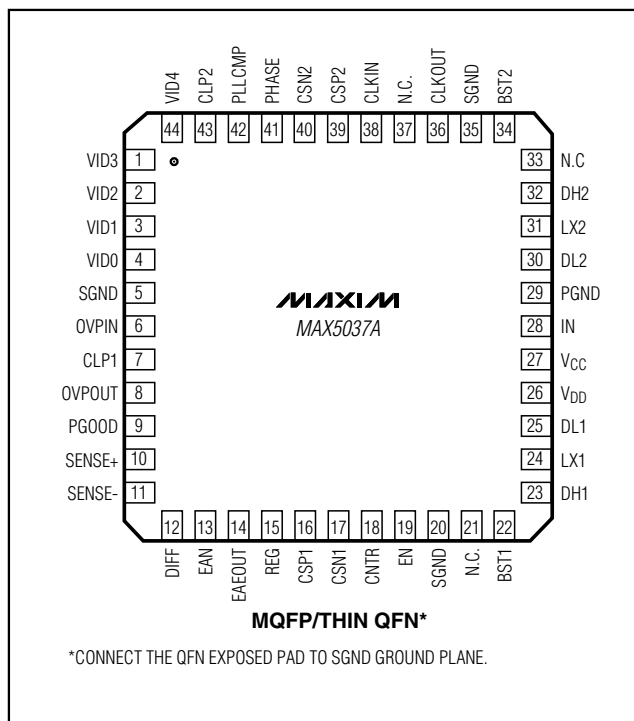 VID4
CLP2
PLLCMP
PHASE
CSN2
CSP2
CLKIN
N.C.
CLKOUT
SGND
BST2
44 43 42 41 40 39 38 37 36 35 34
VID3 1
VID2 2
VID1 3
VID0 4
SGND 5
OVPIN 6
CLP1 7
OVPOUT 8
PGOOD 9
SENSE+ 10
SENSE- 11
MAXIM
MAX5037A
33 N.C
32 DH2
31 LX2
30 DL2
29 PGND
28 IN
27 VCC
26 VDD
25 DL1
24 LX1
23 DH1
12 13 14 15 16 17 18 19 20 21 22
DIFF
EAN
EAEOUT
REG
CSP1
CSN1
CNTR
EN
SGND
N.C.
BST1
MQFP/THIN QFN*
*CONNECT THE QFN EXPOSED PAD TO SGND GROUND PLANE.